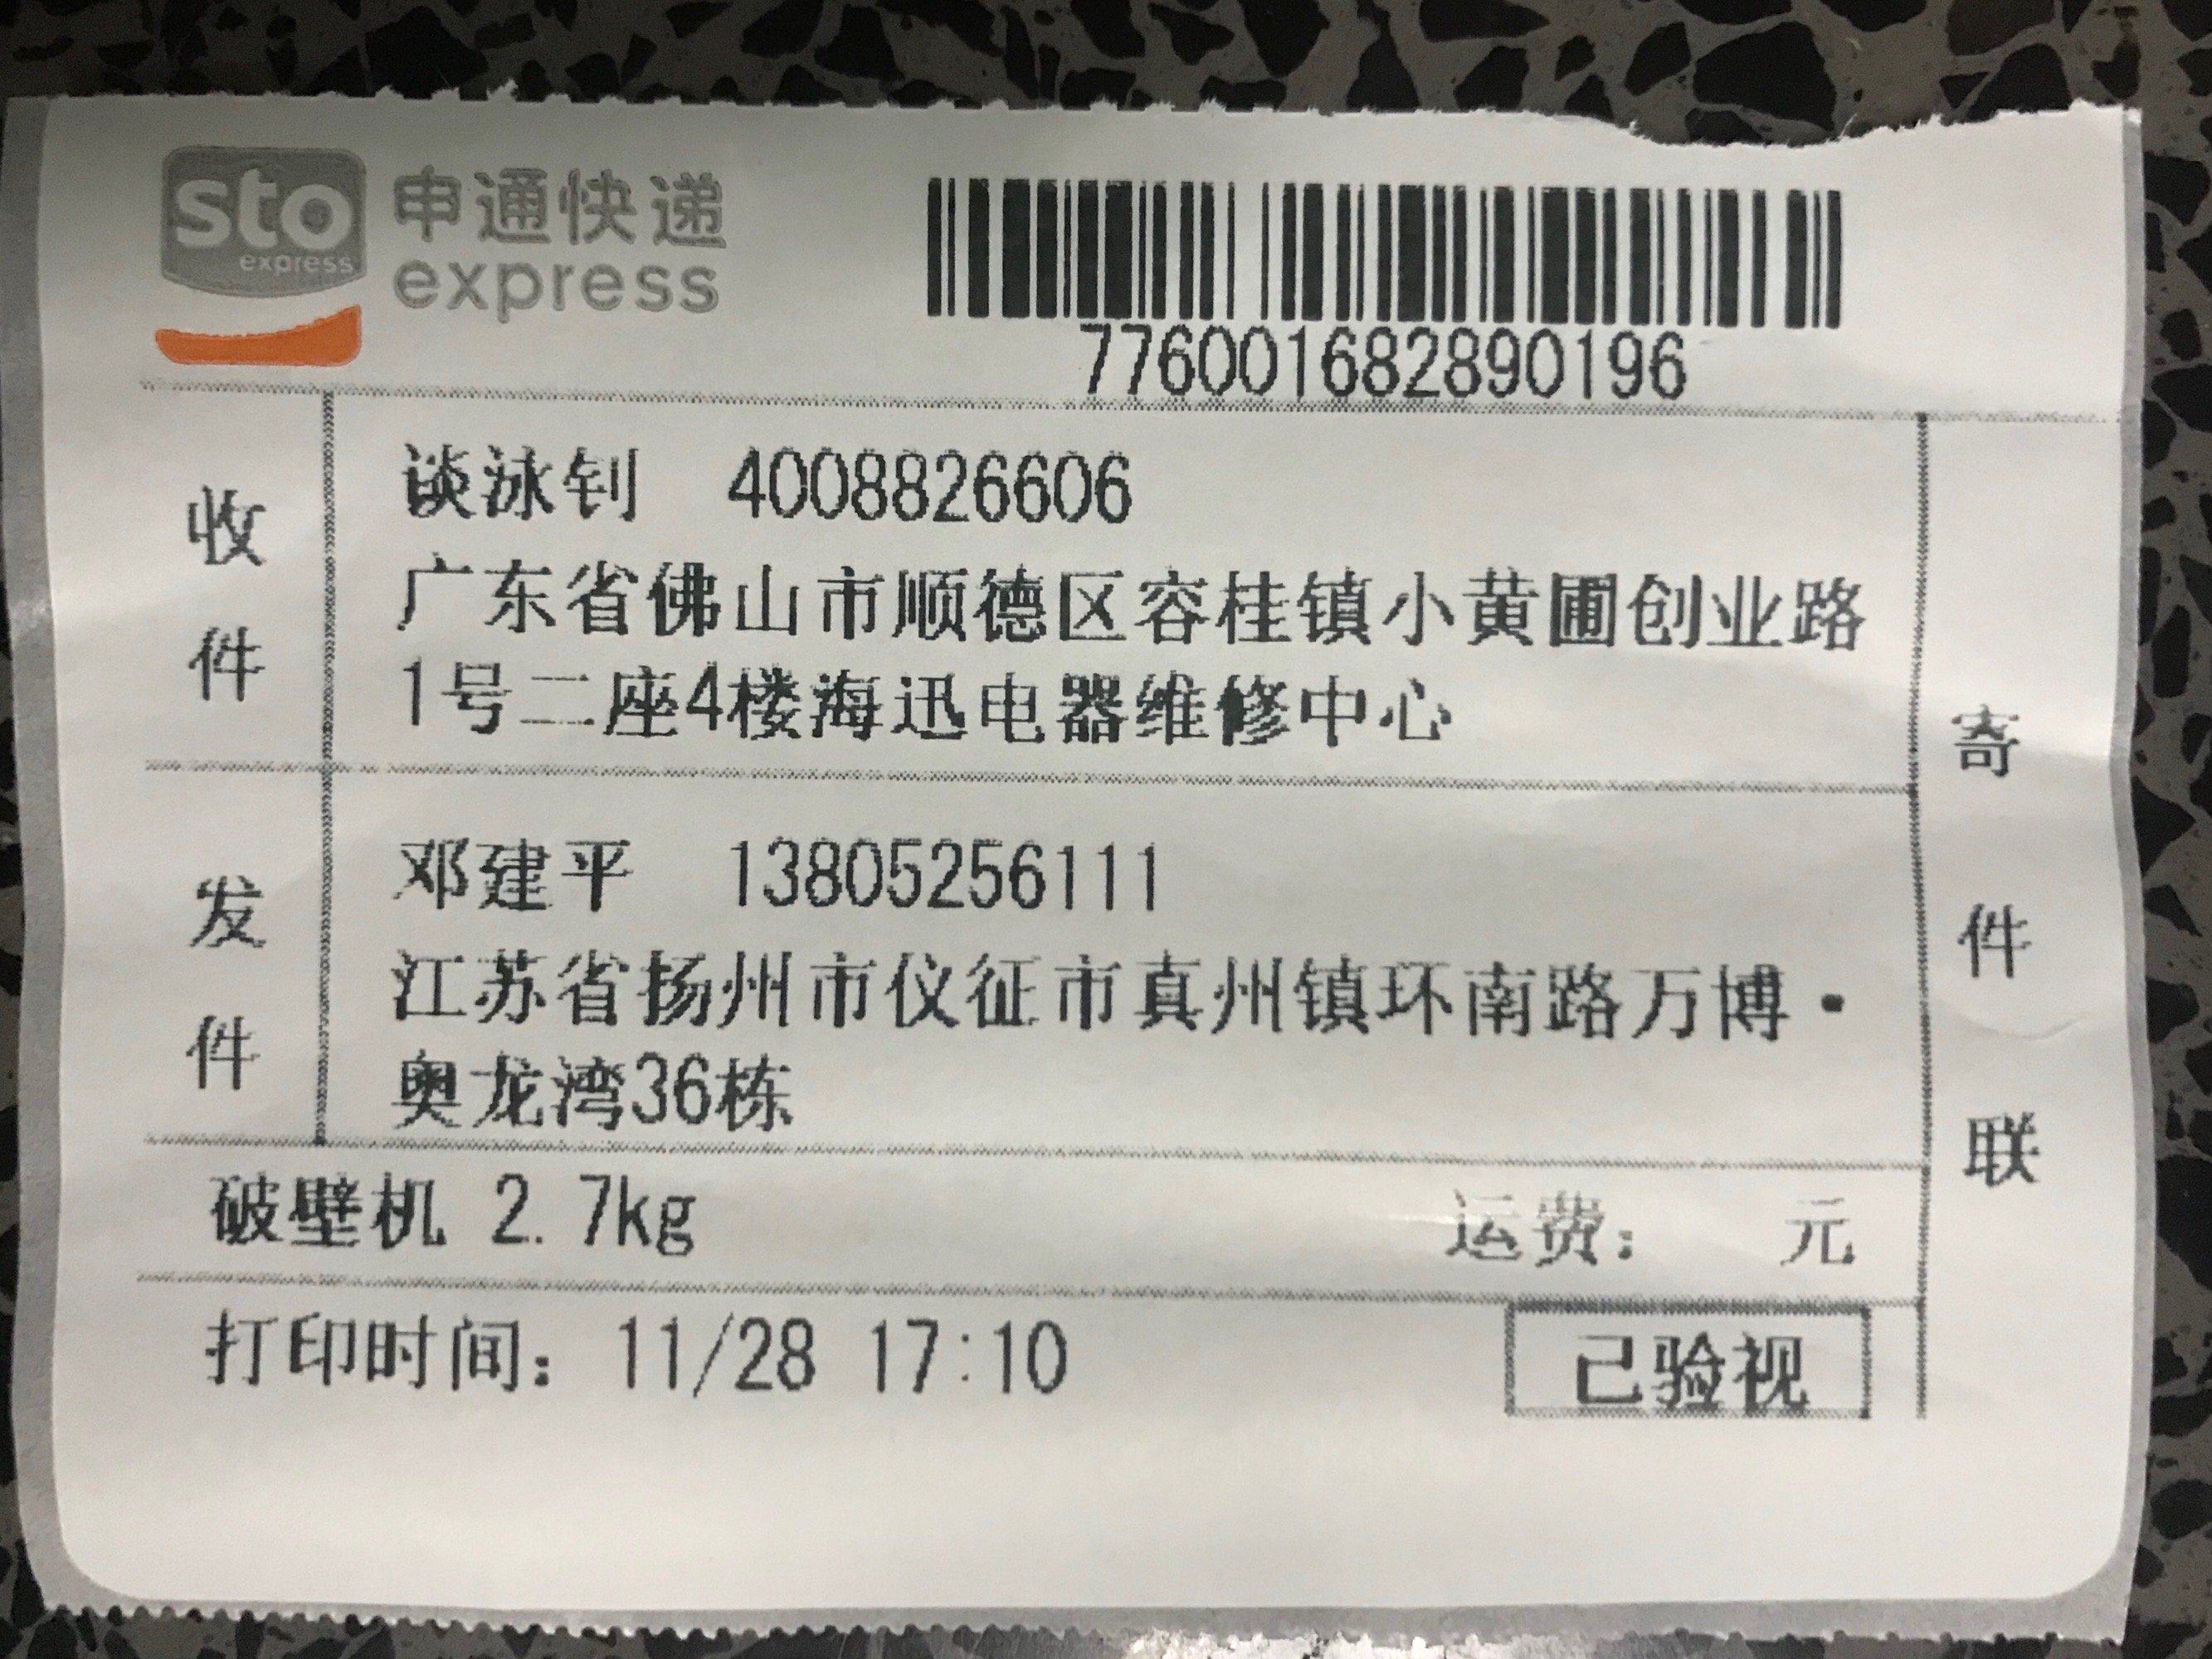 sto
express
申通快递
express
776001682890196
收件
谈泳钊 4008826606
广东省佛山市顺德区容桂镇小黄圃创业路
1号二座4楼海迅电器维修中心
发件
邓建平 13805256111
江苏省扬州市仪征市真州镇环南路万博·
奥龙湾36栋
寄件联
破壁机 2.7kg 运费： 元
打印时间：11/28 17:10
已验视